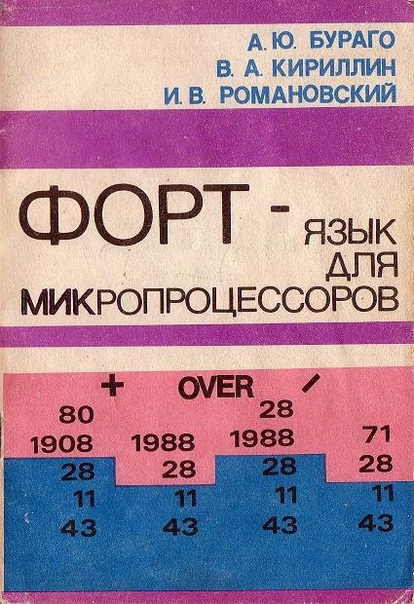 А. Ю. БУРАГО
В. А. КИРИЛЛИН
И. В. РОМАНОВСКИЙ
ФОРТ -
ЯЗЫК
ДЛЯ
МИКРОПРОЦЕССОРОВ
+ OVER /
80 28
1908 1988 1988 71
28 28 28 28
11 11 11 11
43 43 43 43